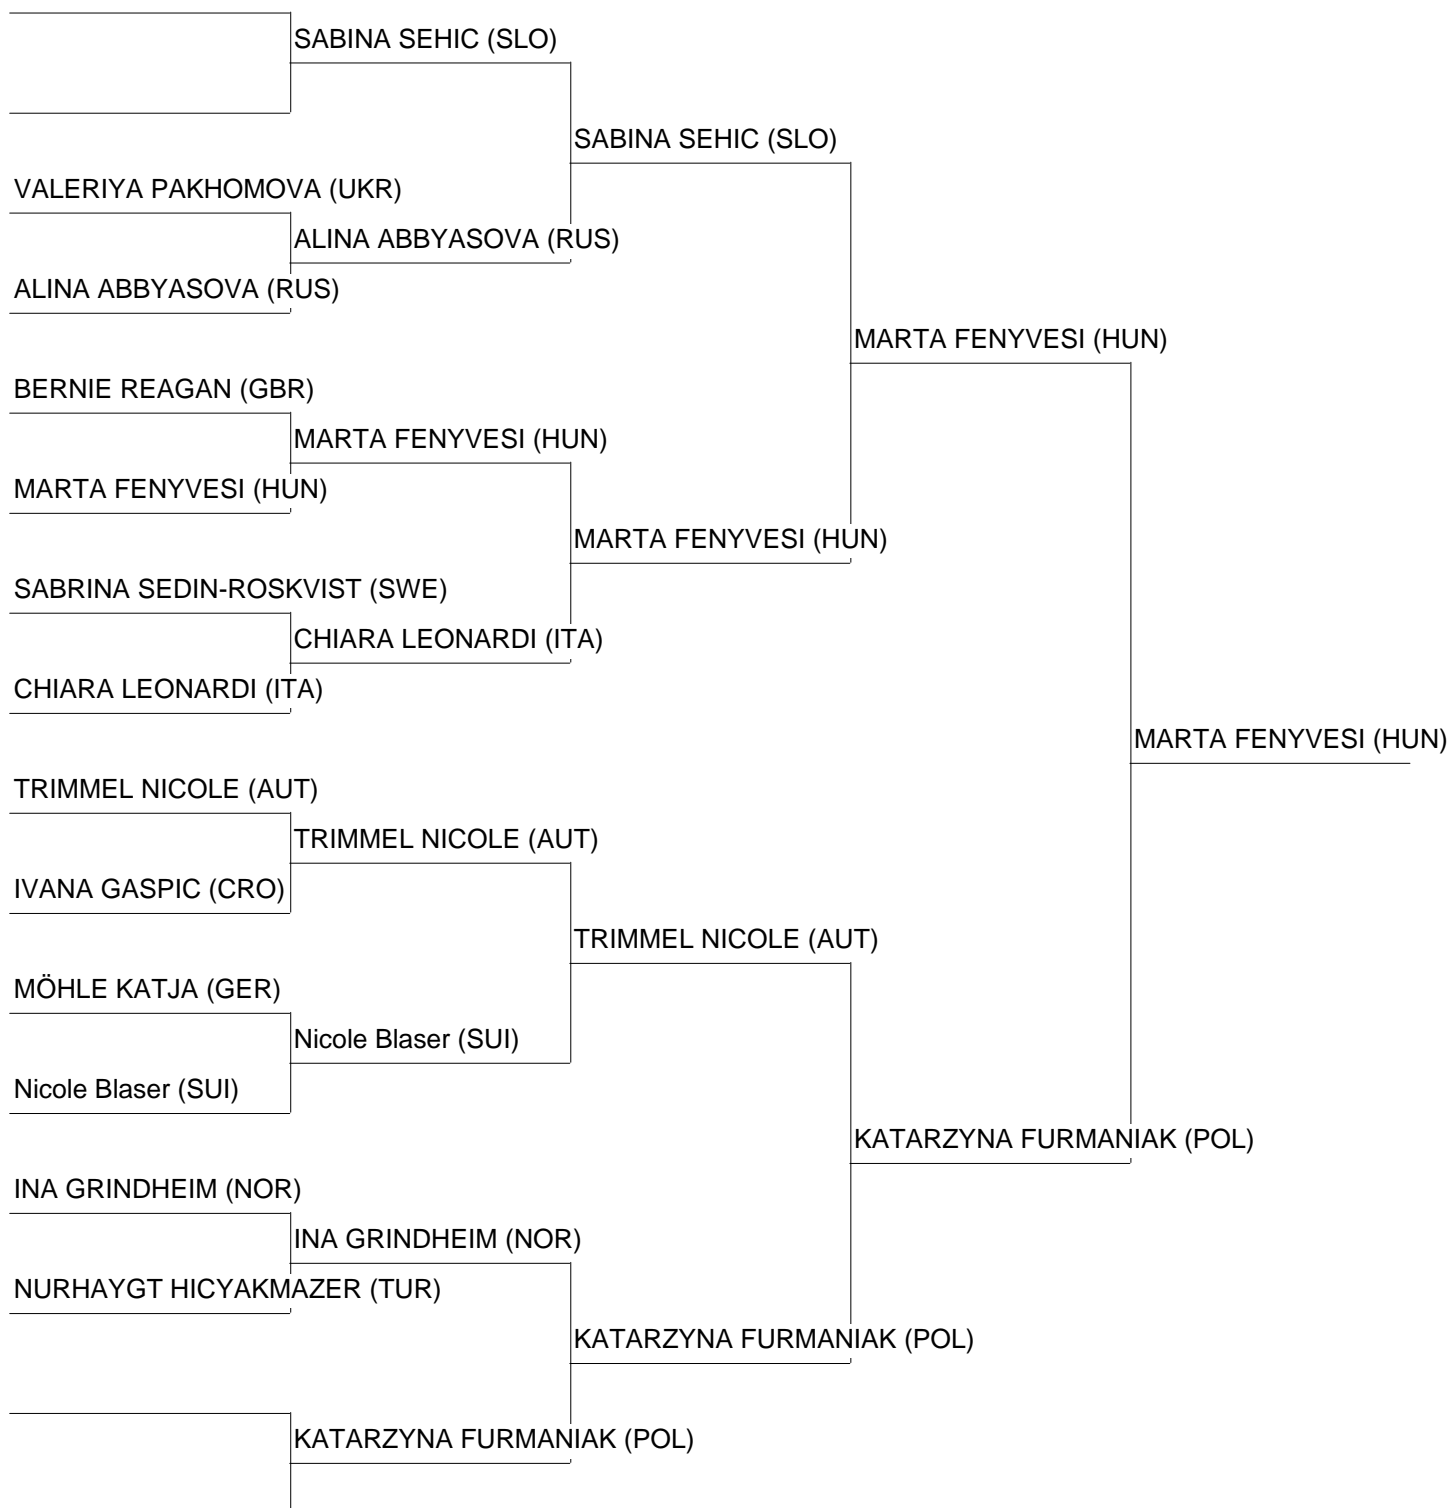 SABINA SEHIC (SLO)
SABINA SEHIC (SLO)
VALERIYA PAKHOMOVA (UKR)
ALINA ABBYASOVA (RUS)
ALINA ABBYASOVA (RUS)
MARTA FENYVESI (HUN)
BERNIE REAGAN (GBR)
MARTA FENYVESI (HUN)
MARTA FENYVESI (HUN)
MARTA FENYVESI (HUN)
SABRINA SEDIN-ROSKVIST (SWE)
CHIARA LEONARDI (ITA)
CHIARA LEONARDI (ITA)
MARTA FENYVESI (HUN)
TRIMMEL NICOLE (AUT)
TRIMMEL NICOLE (AUT)
IVANA GASPIC (CRO)
TRIMMEL NICOLE (AUT)
MÖHLE KATJA (GER)
Nicole Blaser (SUI)
Nicole Blaser (SUI)
KATARZYNA FURMANIAK (POL)
INA GRINDHEIM (NOR)
INA GRINDHEIM (NOR)
NURHAYGT HICYAKMAZER (TUR)
KATARZYNA FURMANIAK (POL)
KATARZYNA FURMANIAK (POL)